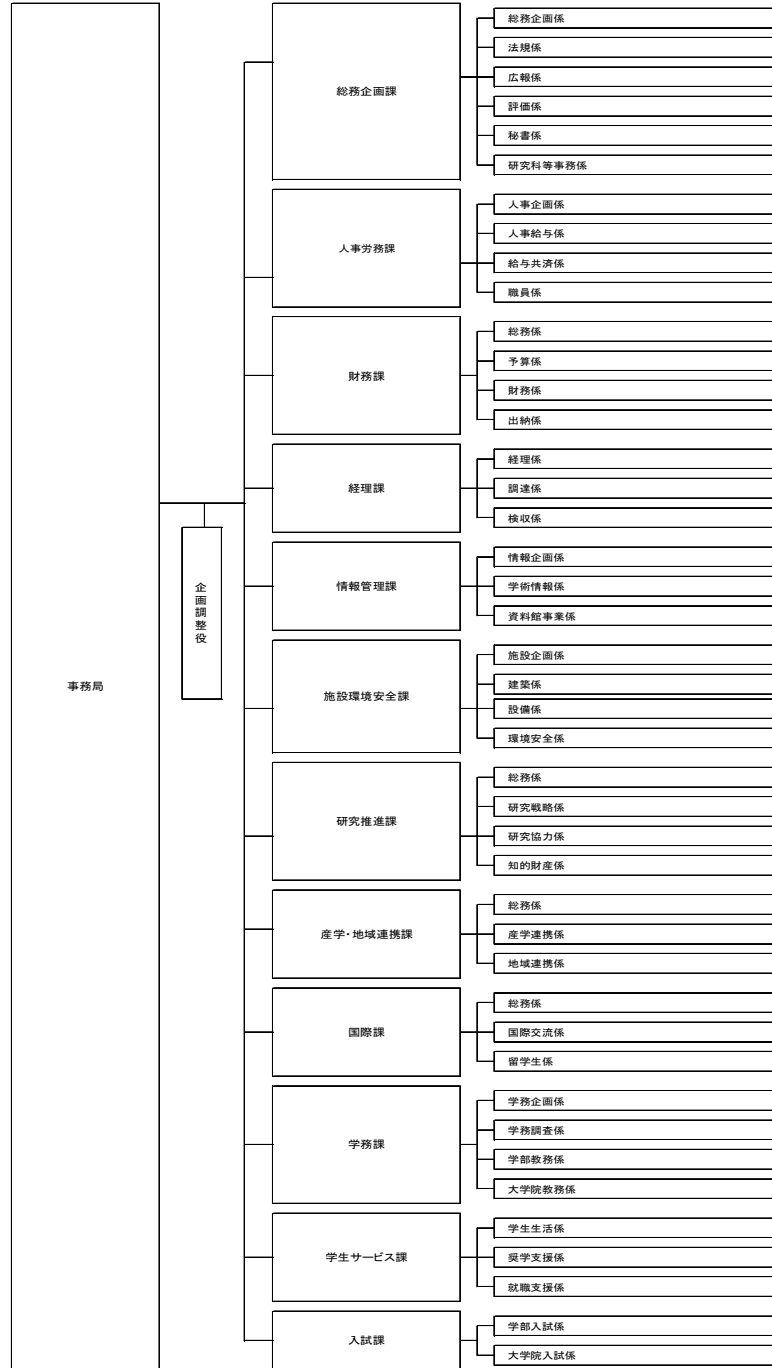 事務局
企画調整役
総務企画課
総務企画係
法規係
広報係
評価係
秘書係
研究科等事務係
人事労務課
人事企画係
人事給与係
給与共済係
職員係
財務課
総務係
予算係
財務係
出納係
経理課
経理係
調達係
検収係
情報管理課
情報企画係
学術情報係
資料館事業係
施設環境安全課
施設企画係
建築係
設備係
環境安全係
研究推進課
総務係
研究戦略係
研究協力係
知的財産係
産学・地域連携課
総務係
産学連携係
地域連携係
国際課
総務係
国際交流係
留学生係
学務課
学務企画係
学務調査係
学部教務係
大学院教務係
学生サービス課
学生生活係
奨学支援係
就職支援係
入試課
学部入試係
大学院入試係